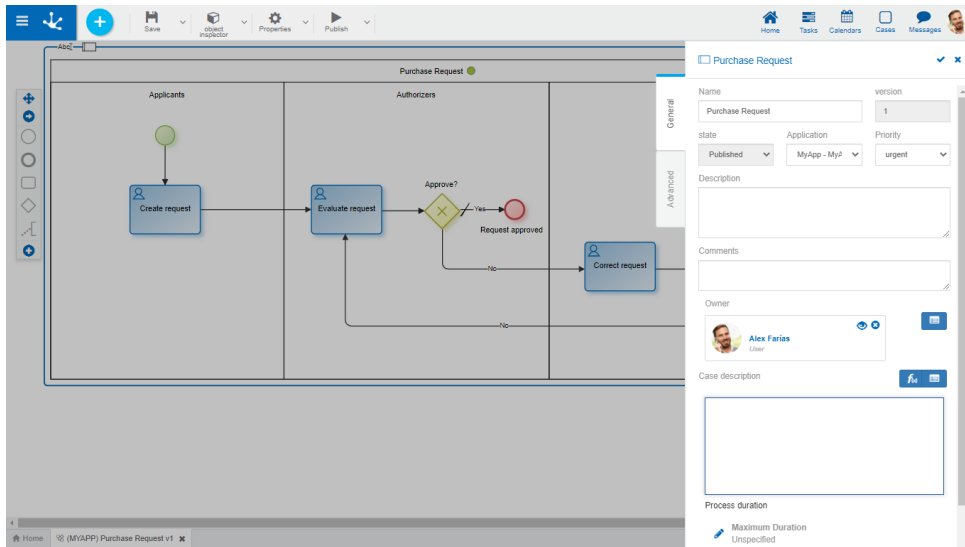 Save
object
inspector
Properties
Publish
Home
Tasks
Calendars
Cases
Messages
Abc
Purchase Request
Applicants
Authorizers
Create request
Evaluate request
Approve?
Yes
Request approved
No
Correct request
No
General
Advanced
Purchase Request
Name
version
Purchase Request
1
state
Application
Priority
Published
MyApp - MyA
urgent
Description
Comments
Owner
Alex Farías
User
Case description
f(x)
Process duration
Maximum Duration
Unspecified
Home
(MYAPP) Purchase Request v1